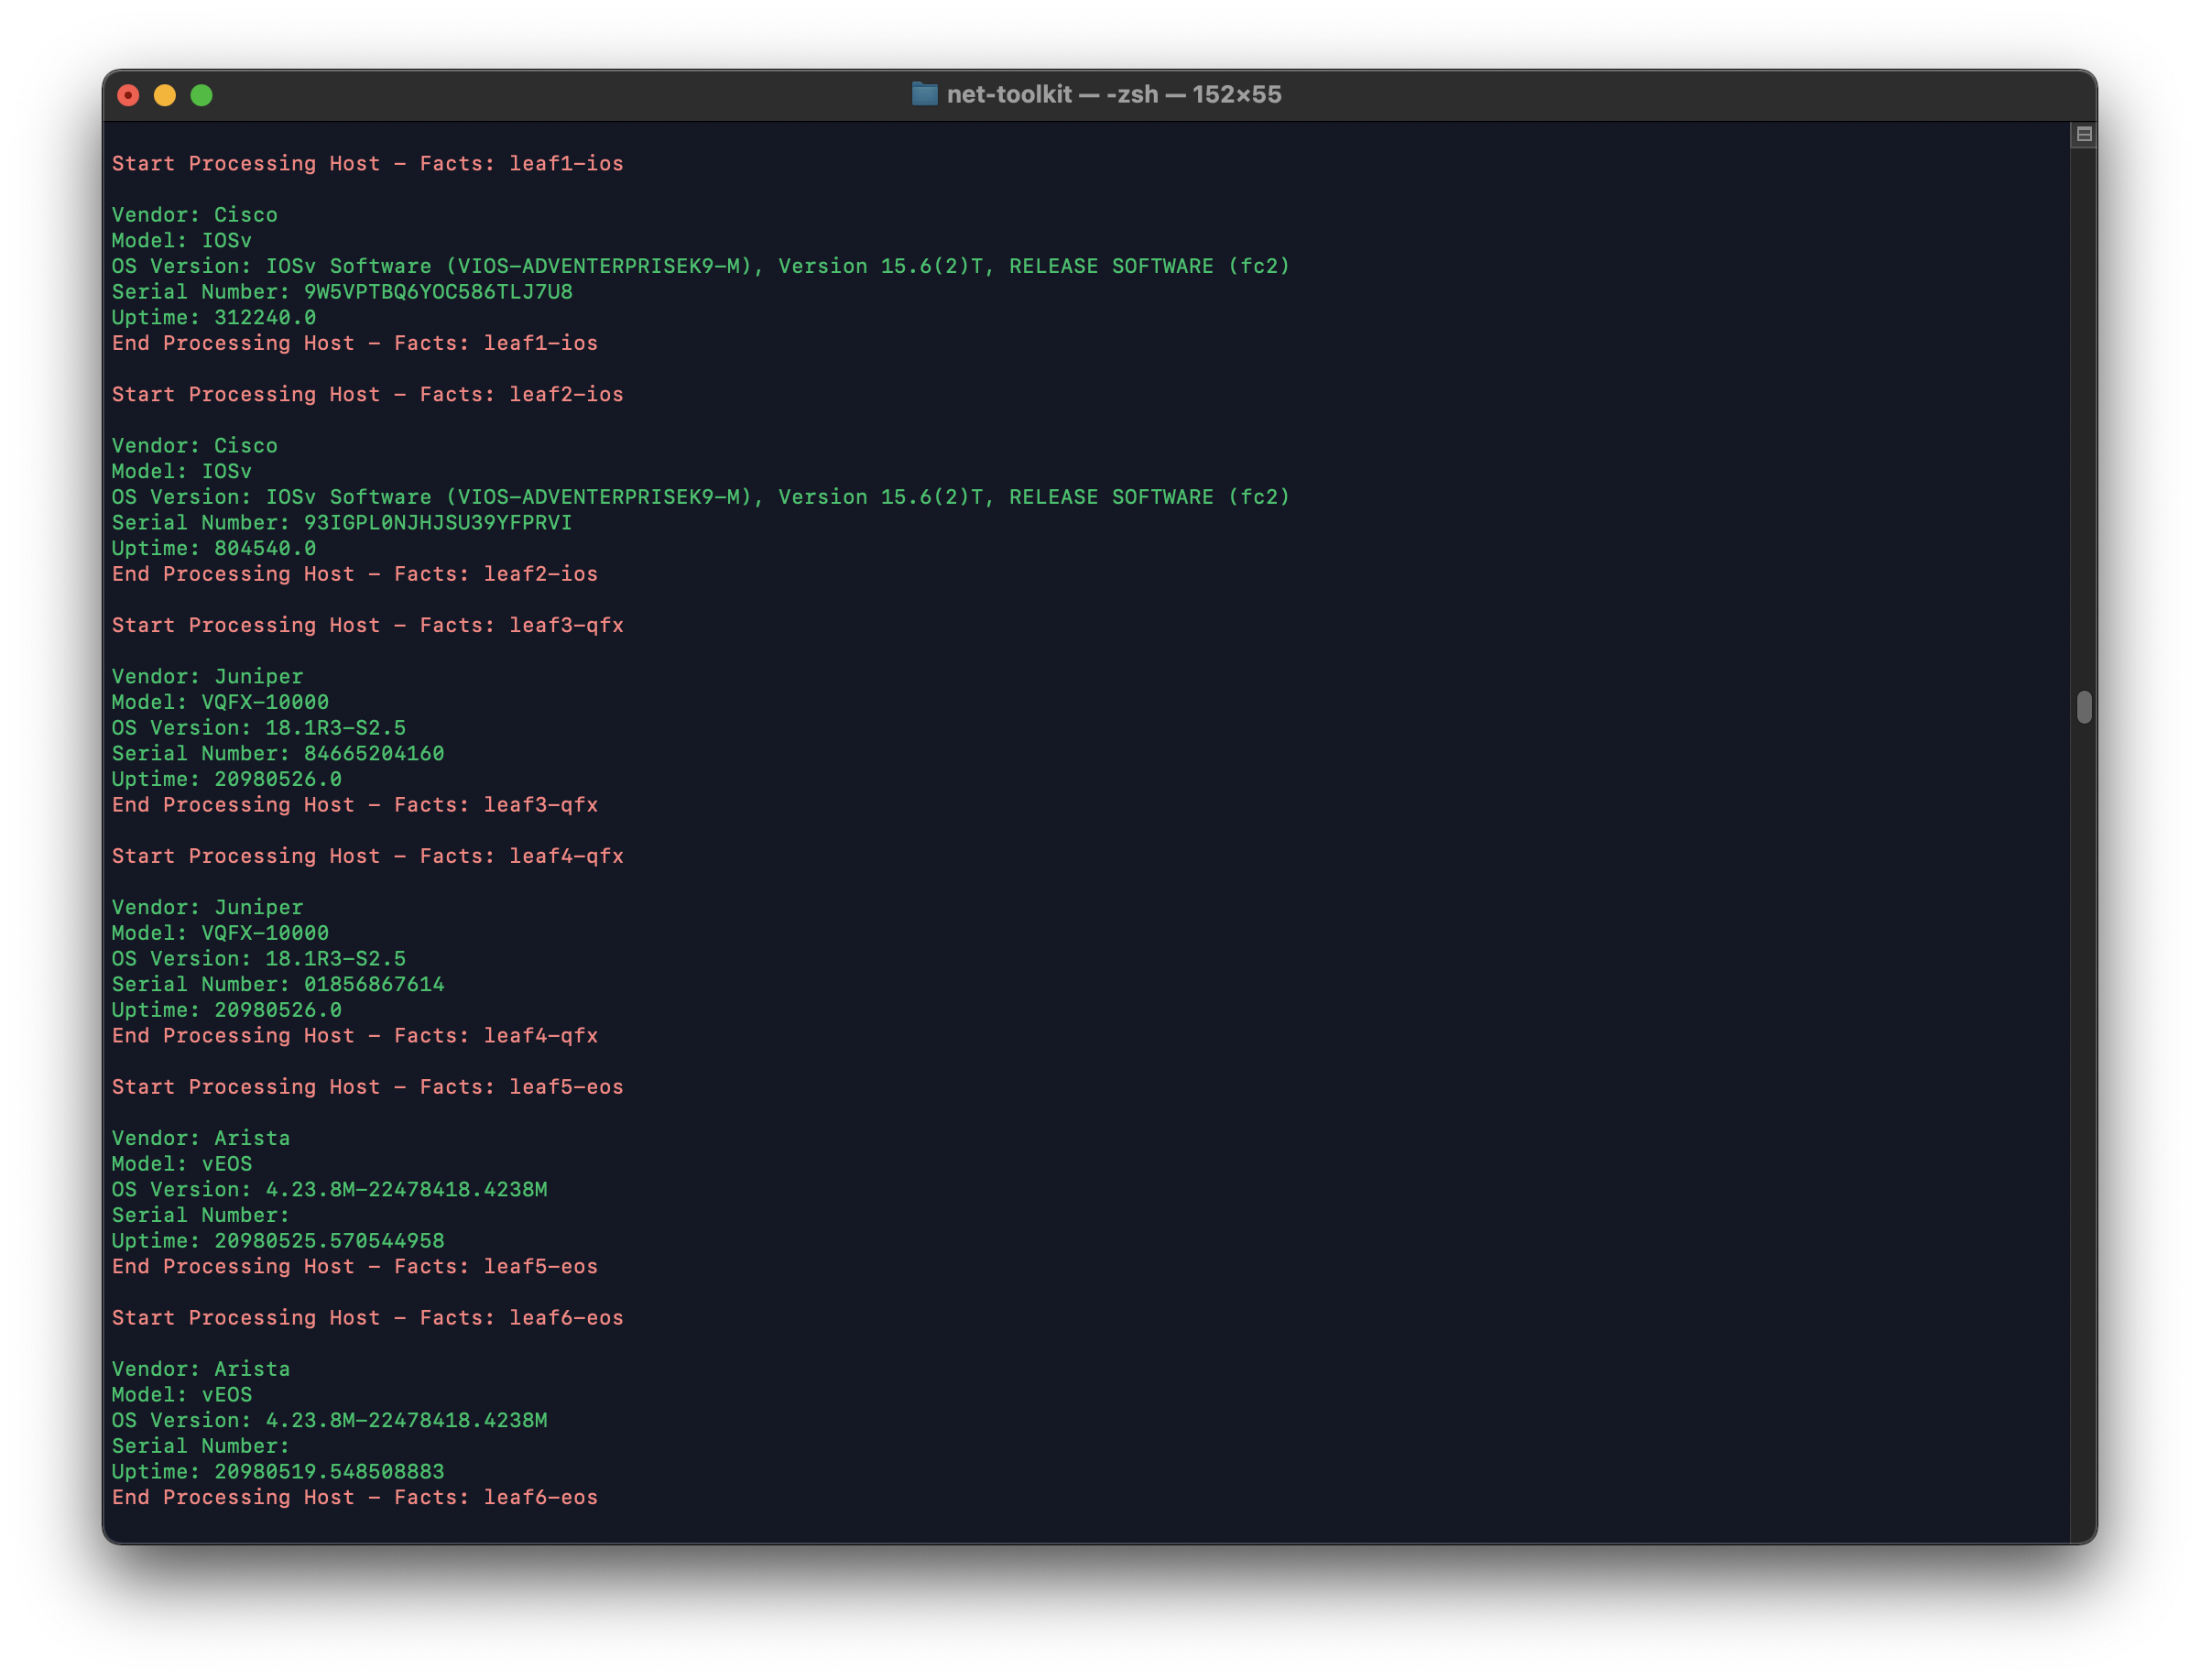 net-toolkit — -zsh — 152×55
Start Processing Host - Facts: leaf1-ios
Vendor: Cisco
Model: IOSv
OS Version: IOSv Software (VIOS-ADVENTERPRISEK9-M), Version 15.6(2)T, RELEASE SOFTWARE (fc2)
Serial Number: 9W5VPTBQ6YOC586TLJ7U8
Uptime: 312240.0
End Processing Host - Facts: leaf1-ios
Start Processing Host - Facts: leaf2-ios
Vendor: Cisco
Model: IOSv
OS Version: IOSv Software (VIOS-ADVENTERPRISEK9-M), Version 15.6(2)T, RELEASE SOFTWARE (fc2)
Serial Number: 93IGPL0NJHJSU39YFPRVI
Uptime: 804540.0
End Processing Host - Facts: leaf2-ios
Start Processing Host - Facts: leaf3-qfx
Vendor: Juniper
Model: VQFX-10000
OS Version: 18.1R3-S2.5
Serial Number: 84665204160
Uptime: 20980526.0
End Processing Host - Facts: leaf3-qfx
Start Processing Host - Facts: leaf4-qfx
Vendor: Juniper
Model: VQFX-10000
OS Version: 18.1R3-S2.5
Serial Number: 01856867614
Uptime: 20980526.0
End Processing Host - Facts: leaf4-qfx
Start Processing Host - Facts: leaf5-eos
Vendor: Arista
Model: vEOS
OS Version: 4.23.8M-22478418.4238M
Serial Number:
Uptime: 20980525.570544958
End Processing Host - Facts: leaf5-eos
Start Processing Host - Facts: leaf6-eos
Vendor: Arista
Model: vEOS
OS Version: 4.23.8M-22478418.4238M
Serial Number:
Uptime: 20980519.548508883
End Processing Host - Facts: leaf6-eos